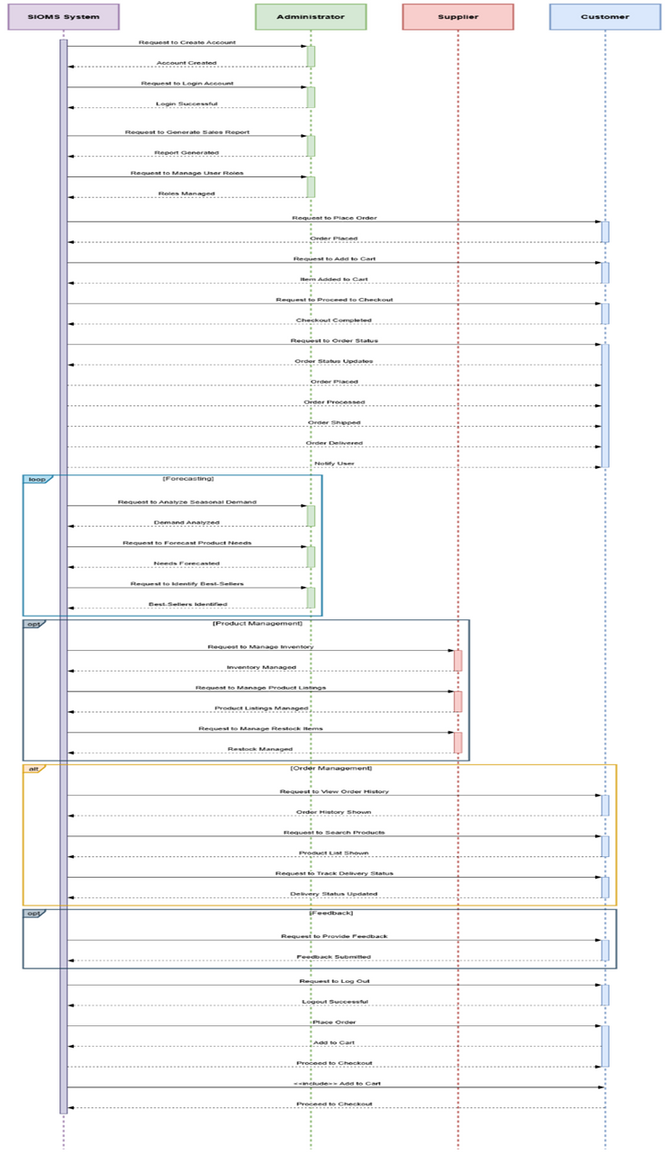 SIOMS System
Administrator
Supplier
Customer
Request to Create Account
Account Created
Request to Login Account
Login Successful
Request to Generate Sales Report
Report Generated
Request to Manage User Roles
Roles Managed
Request to Place Order
Order Placed
Request to Add to Cart
Item Added to Cart
Request to Proceed to Checkout
Checkout Completed
Request to Order Status
Order Status Updates
Order Placed
Order Processed
Order Shipped
Order Delivered
Notify User
loop
[Forecasting]
Request to Analyze Seasonal Demand
Demand Analyzed
Request to Forecast Product Needs
Needs Forecasted
Request to Identify Best-Sellers
Best-Sellers Identified
opt
[Product Management]
Request to Manage Inventory
Inventory Managed
Request to Manage Product Listings
Product Listings Managed
Request to Manage Restock Items
Restock Managed
alt
[Order Management]
Request to View Order History
Order History Shown
Request to Search Products
Product List Shown
Request to Track Delivery Status
Delivery Status Updated
opt
[Feedback]
Request to Provide Feedback
Feedback Submitted
Request to Log Out
Logout Successful
Place Order
Add to Cart
Proceed to Checkout
<<include>> Add to Cart
Proceed to Checkout